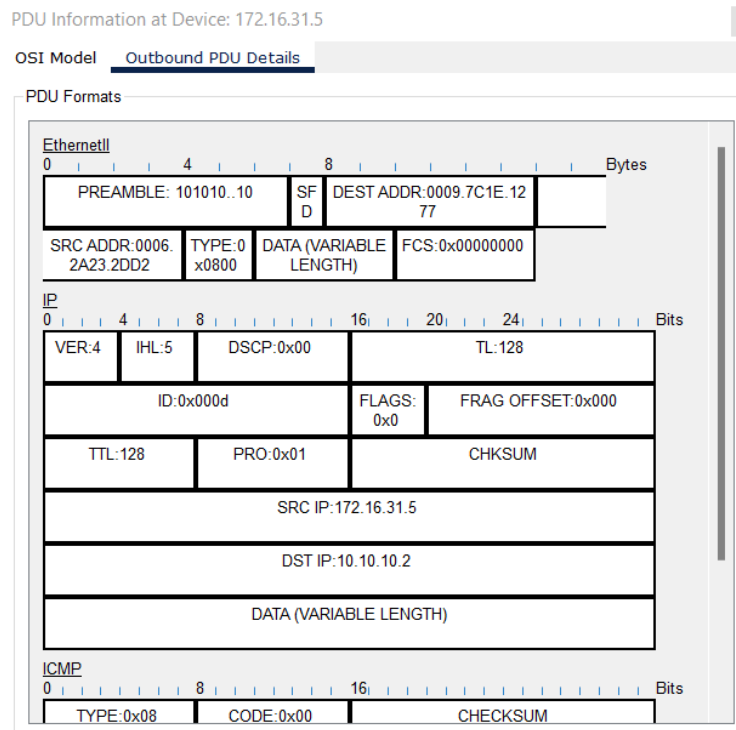 PDU Information at Device: 172.16.31.5
OSI Model Outbound PDU Details
PDU Formats
EthernetII
0 4 8 Bytes
PREAMBLE: 101010..10 SF DEST ADDR:0009.7C1E.12
D 77
SRC ADDR:0006. TYPE:0 DATA (VARIABLE FCS:0x00000000
2A23.2DD2 x0800 LENGTH)
IP
0 4 8 16 20 24 Bits
VER:4 IHL:5 DSCP:0x00 TL:128
ID:0x000d FLAGS: FRAG OFFSET:0x000
0x0
TTL:128 PRO:0x01 CHKSUM
SRC IP:172.16.31.5
DST IP:10.10.10.2
DATA (VARIABLE LENGTH)
ICMP
0 8 16 Bits
TYPE:0x08 CODE:0x00 CHECKSUM